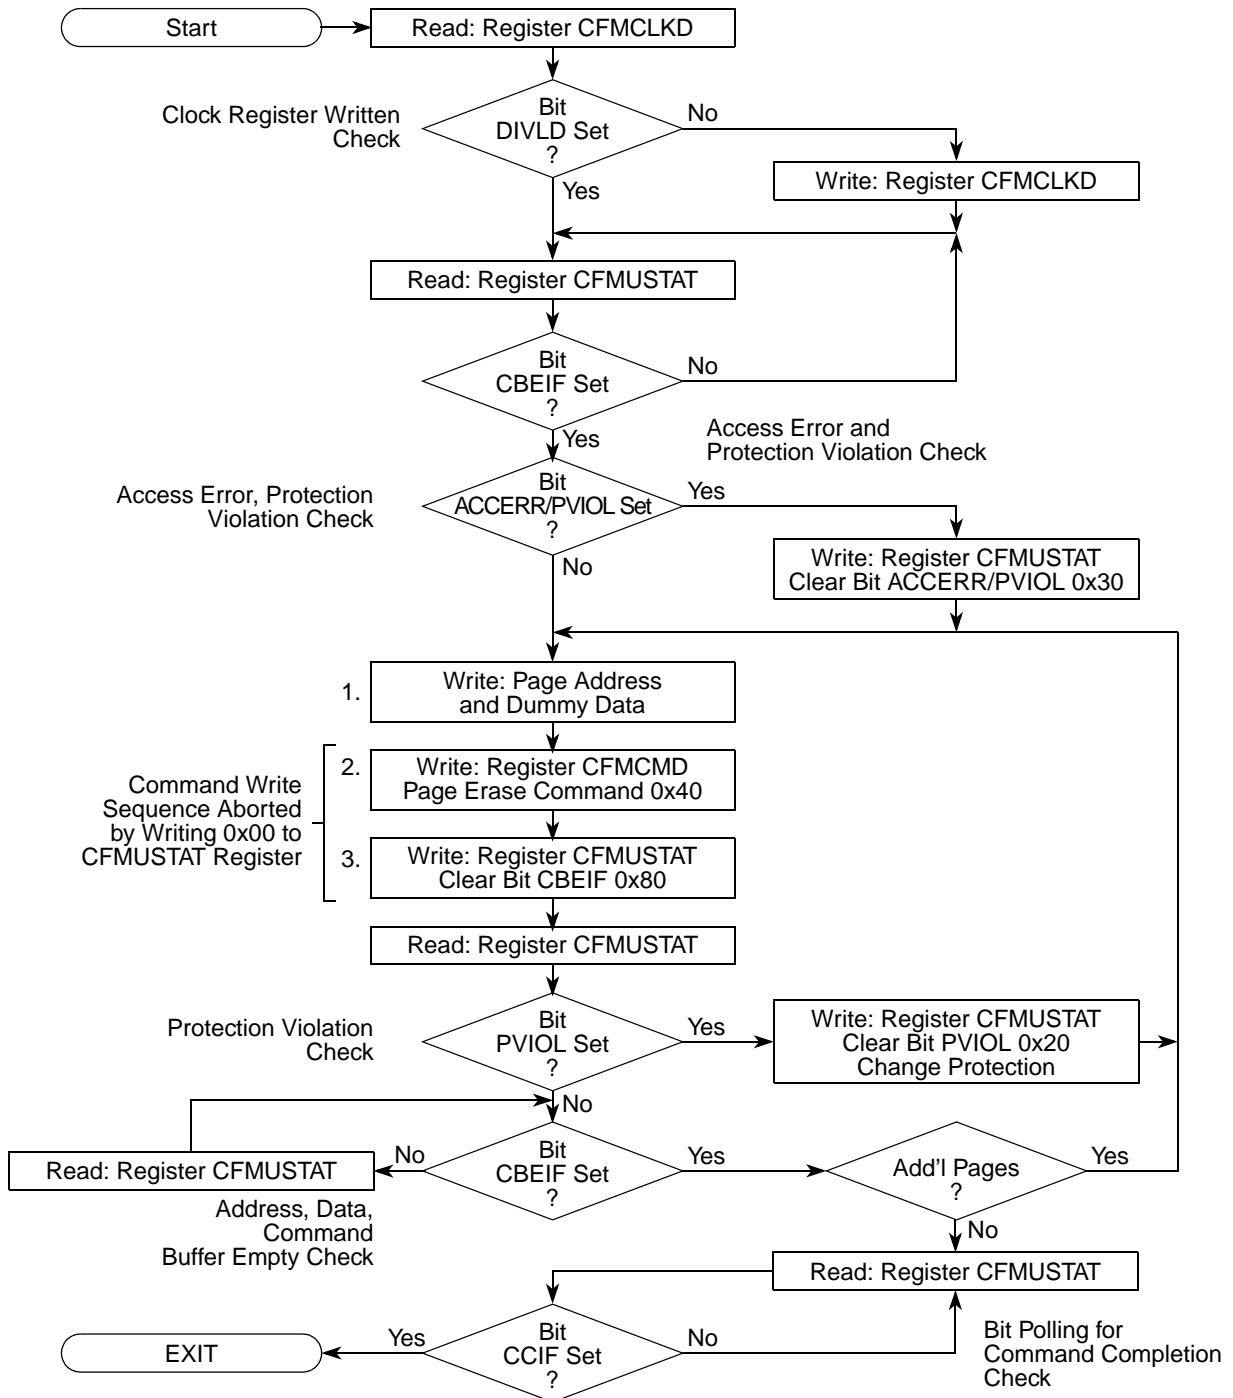 Start
Read: Register CFMCLKD
Clock Register Written
Check
Bit
DIVLD Set
?
No
Yes
Write: Register CFMCLKD
Read: Register CFMUSTAT
Bit
CBEIF Set
?
No
Yes
Access Error and
Protection Violation Check
Access Error, Protection
Violation Check
Bit
ACCERR/PVIOL Set
?
Yes
No
Write: Register CFMUSTAT
Clear Bit ACCERR/PVIOL 0x30
1.
Write: Page Address
and Dummy Data
Command Write
Sequence Aborted
by Writing 0x00 to
CFMUSTAT Register
2.
Write: Register CFMCMD
Page Erase Command 0x40
3.
Write: Register CFMUSTAT
Clear Bit CBEIF 0x80
Read: Register CFMUSTAT
Protection Violation
Check
Bit
PVIOL Set
?
Yes
No
Write: Register CFMUSTAT
Clear Bit PVIOL 0x20
Change Protection
Read: Register CFMUSTAT
No
Bit
CBEIF Set
?
Yes
Add'l Pages
?
Yes
No
Address, Data,
Command
Buffer Empty Check
Read: Register CFMUSTAT
EXIT
Yes
Bit
CCIF Set
?
No
Bit Polling for
Command Completion
Check